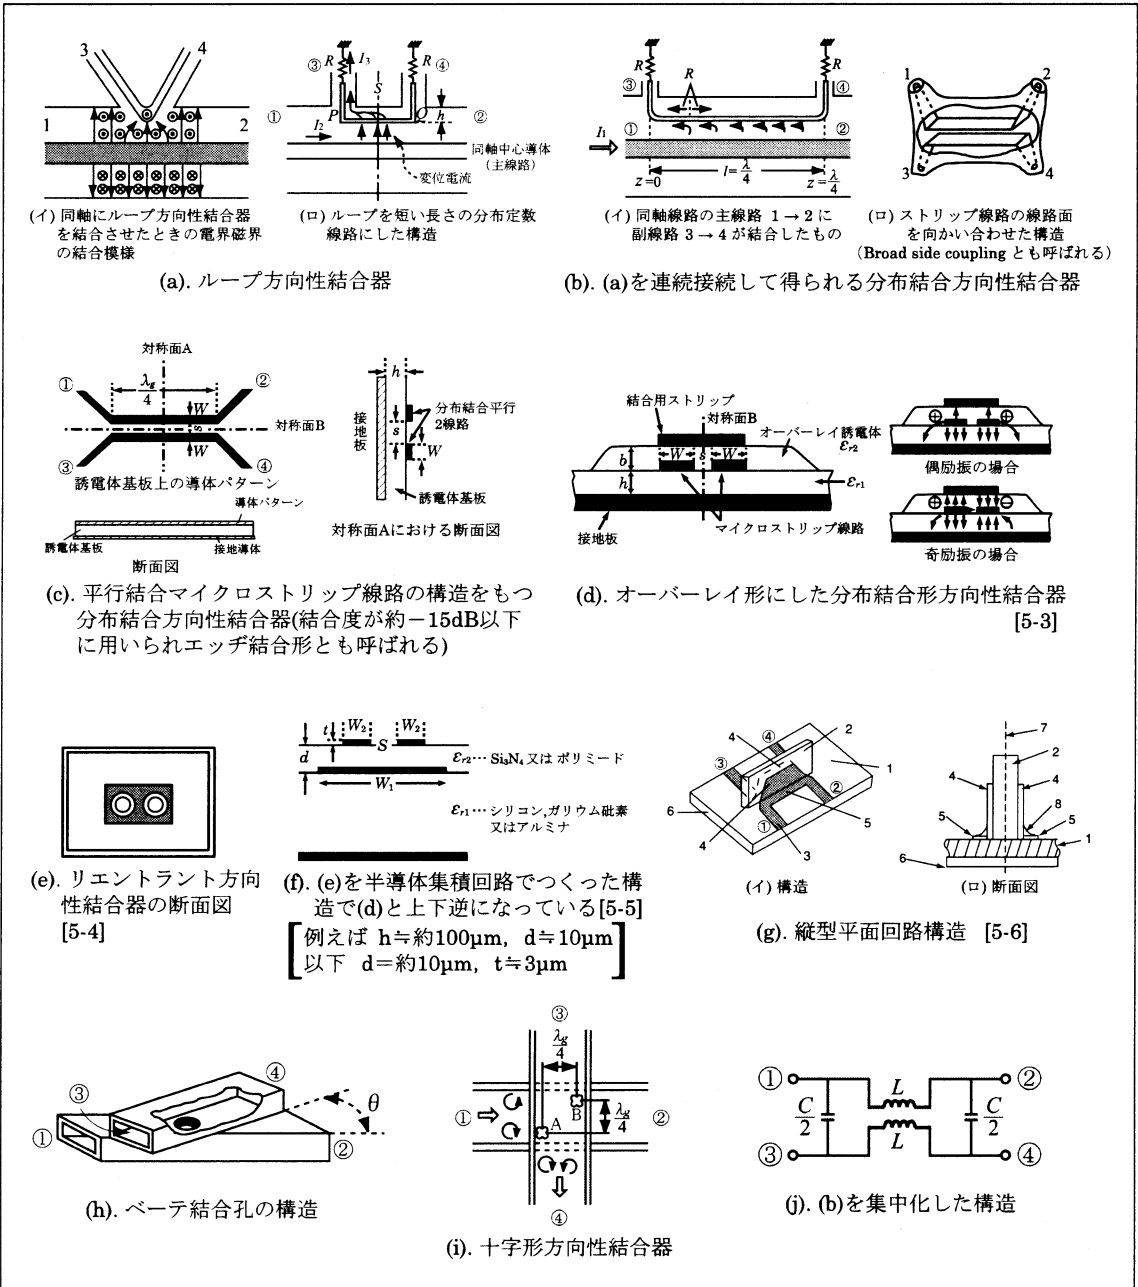 3
4
1
2
(イ) 同軸にループ方向性結合器
を結合させたときの電界磁界
の結合模様
③
R
I3
S
R
④
P
Q
h
①
②
I2
同軸中心導体
(主線路)
変位電流
(ロ) ループを短い長さの分布定数
線路にした構造
(a). ループ方向性結合器
R
R
R
③
④
I1
①
②
z=0
l=λ/4
z=λ/4
(イ) 同軸線路の主線路 1→2 に
副線路 3→4 が結合したもの
1
2
3
4
(ロ) ストリップ線路の線路面
を向かい合わせた構造
(Broad side coupling とも呼ばれる)
(b). (a)を連続接続して得られる分布結合方向性結合器
対称面A
①
②
λg/4
W
s
W
対称面B
③
④
誘電体基板上の導体パターン
導体パターン
誘電体基板
接地導体
断面図
h
接地板
s
分布結合平行
2線路
W
誘電体基板
対称面Aにおける断面図
(c). 平行結合マイクロストリップ線路の構造をもつ
分布結合方向性結合器(結合度が約−15dB以下
に用いられエッヂ結合形とも呼ばれる)
結合用ストリップ
対称面B
オーバーレイ誘電体
εr2
W
s
W
b
h
εr1
接地板
マイクロストリップ線路
⊕
⊕
偶励振の場合
⊕
⊖
奇励振の場合
(d). オーバーレイ形にした分布結合形方向性結合器
[5-3]
(e). リエントラント方向
性結合器の断面図
[5-4]
t
W2
W2
S
d
εr2… Si3N4 又は ポリミード
W1
εr1… シリコン,ガリウム砒素
又はアルミナ
(f). (e)を半導体集積回路でつくった構
造で(d)と上下逆になっている[5-5]
例えば h≒約100μm, d≒10μm
以下 d=約10μm, t≒3μm
④
4
2
③
1
②
6
①
5
4
3
(イ) 構造
7
2
4
4
8
5
5
1
6
(ロ) 断面図
(g). 縦型平面回路構造 [5-6]
③
④
θ
①
②
(h). ベーテ結合孔の構造
③
λg/4
①
B
λg/4
②
A
④
(i). 十字形方向性結合器
①
L
②
C/2
C/2
③
L
④
(j). (b)を集中化した構造